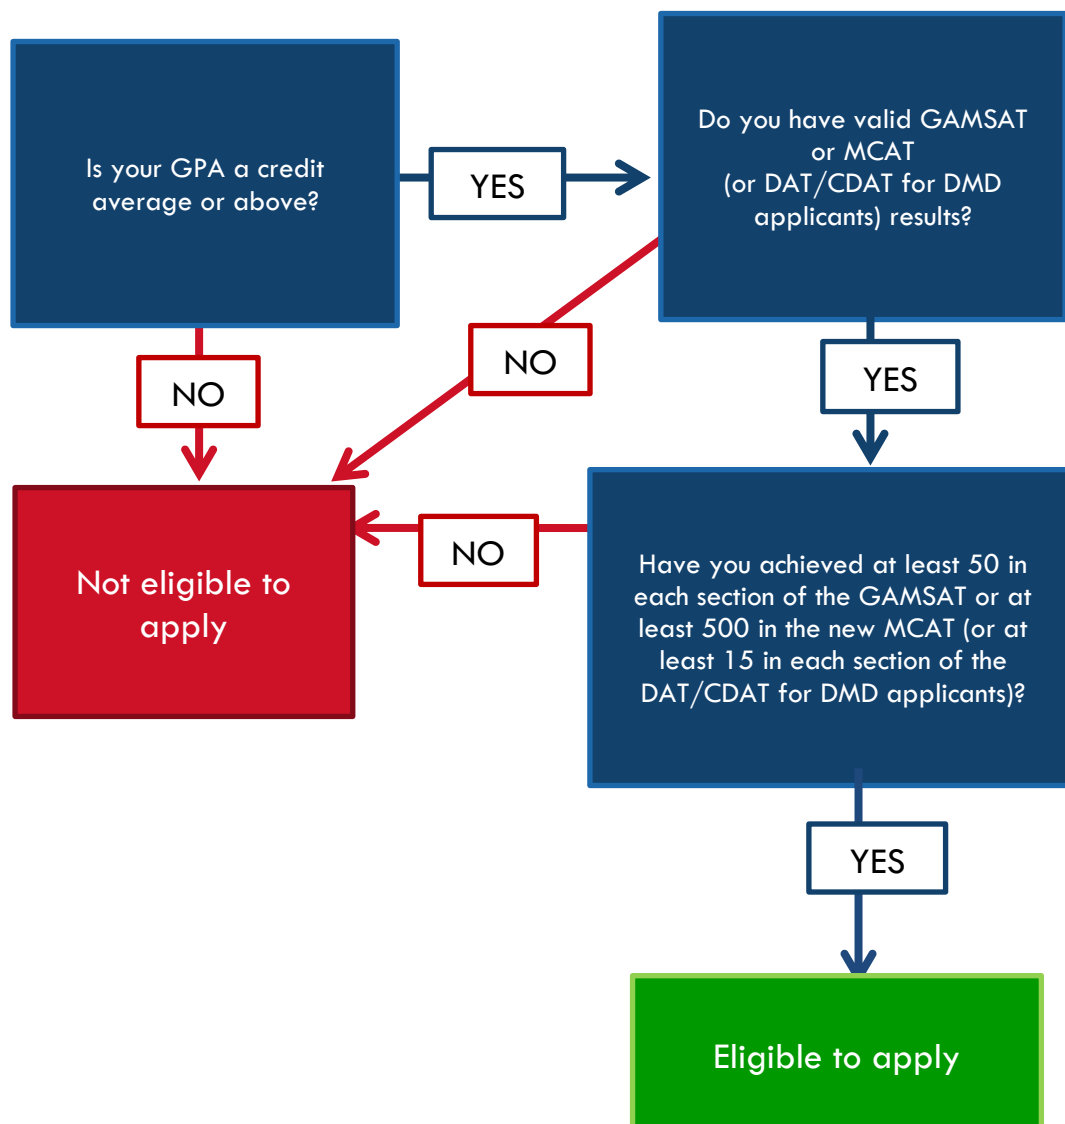 Is your GPA a credit
average or above?
YES
Do you have valid GAMSAT
or MCAT
(or DAT/CDAT for DMD
applicants) results?
NO
NO
YES
Not eligible to
apply
NO
Have you achieved at least 50 in
each section of the GAMSAT or at
least 500 in the new MCAT (or at
least 15 in each section of the
DAT/CDAT for DMD applicants)?
YES
Eligible to apply